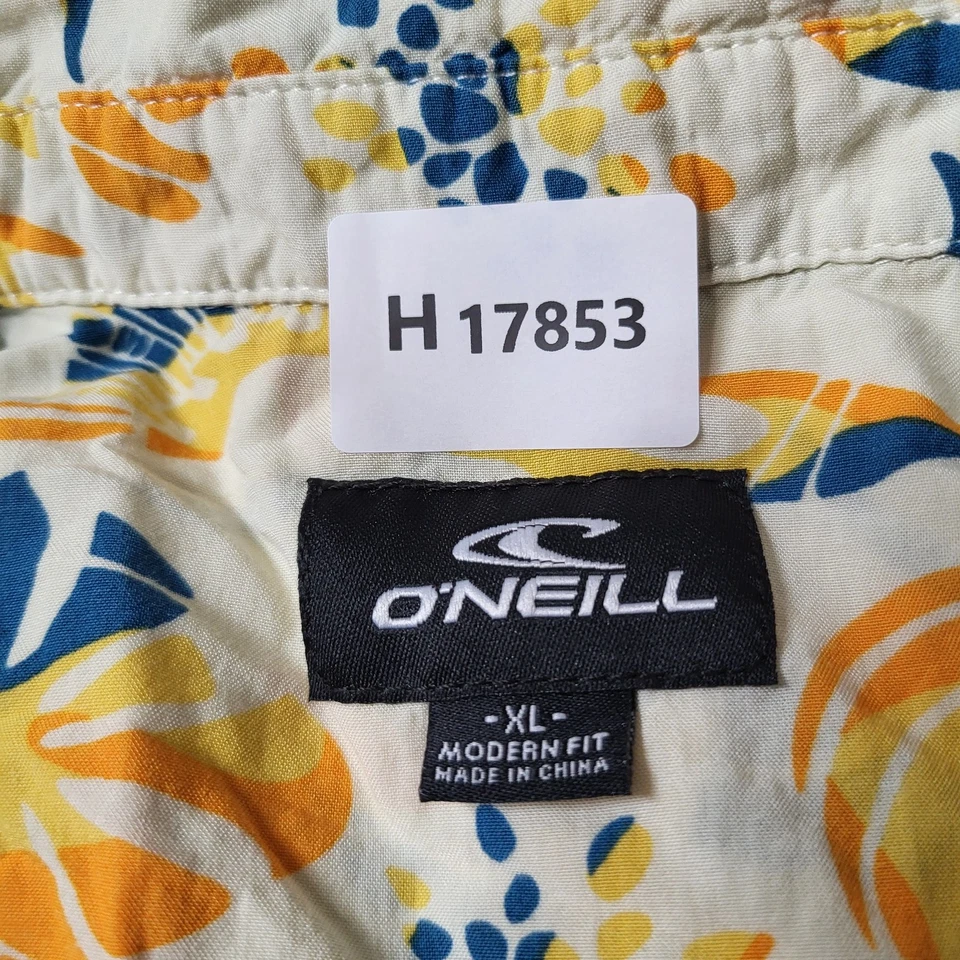 H 17853
O'NEILL
-XL-
MODERN FIT
MADE IN CHINA